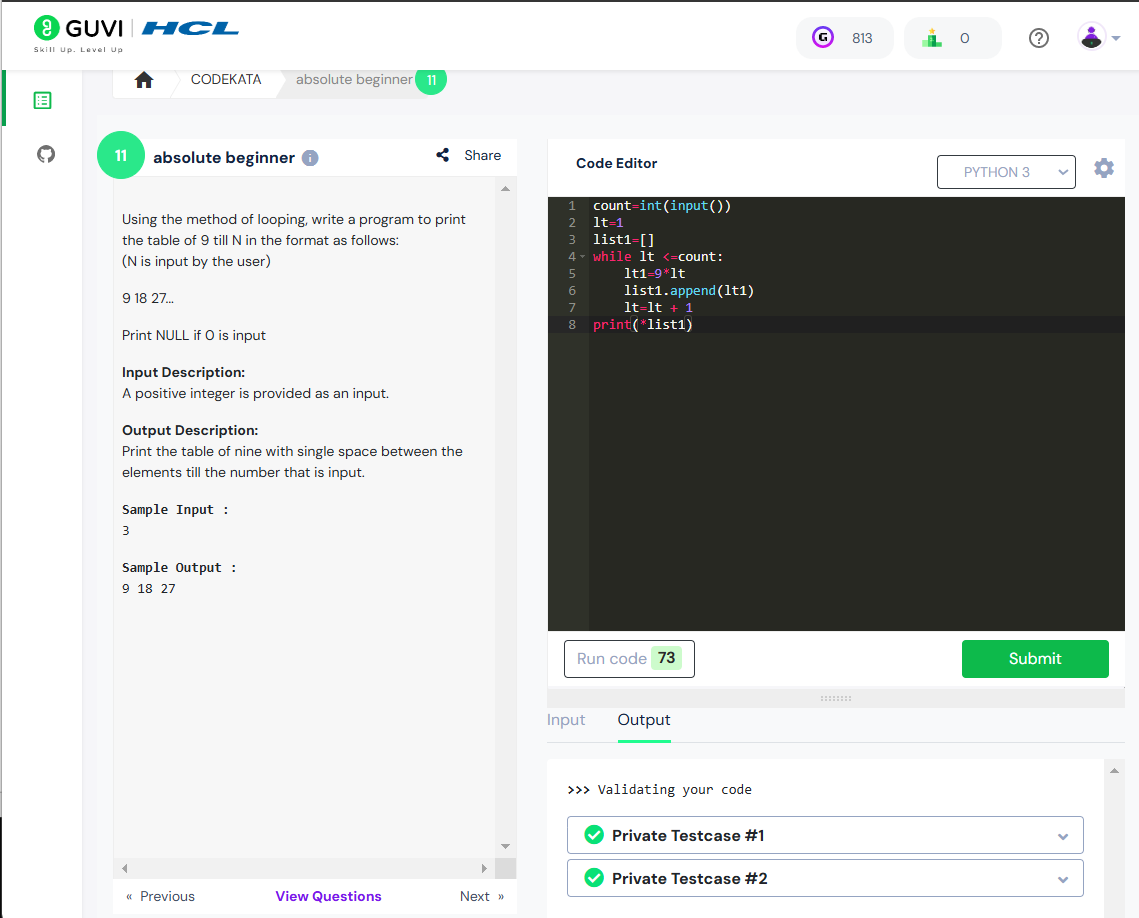 GUVI HCL
Skill Up. Level Up
G 813
0
?
CODEKATA
absolute beginner 11
11 absolute beginner i
Share
Using the method of looping, write a program to print
the table of 9 till N in the format as follows:
(N is input by the user)
9 18 27...
Print NULL if 0 is input
Input Description:
A positive integer is provided as an input.
Output Description:
Print the table of nine with single space between the
elements till the number that is input.
Sample Input :
3
Sample Output :
9 18 27
« Previous
View Questions
Next »
Code Editor
PYTHON 3
1 count=int(input())
2 lt=1
3 list1=[]
4 while lt <=count:
5     lt1=9*lt
6     list1.append(lt1)
7     lt=lt + 1
8 print(*list1)
Run code 73
Submit
Input
Output
>>> Validating your code
Private Testcase #1
Private Testcase #2